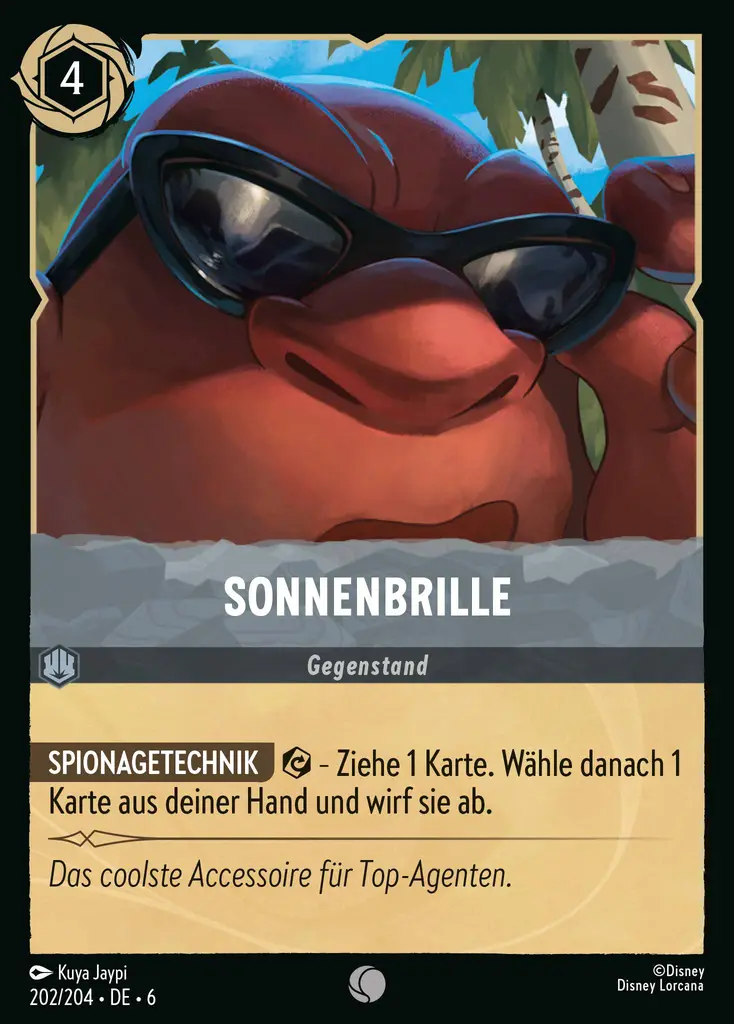 4
SONNENBRILLE
Gegenstand
SPIONAGETECHNIK – Ziehe 1 Karte. Wähle danach 1
Karte aus deiner Hand und wirf sie ab.
Das coolste Accessoire für Top-Agenten.
Kuya Jaypi
©Disney
202/204 • DE • 6
Disney Lorcana